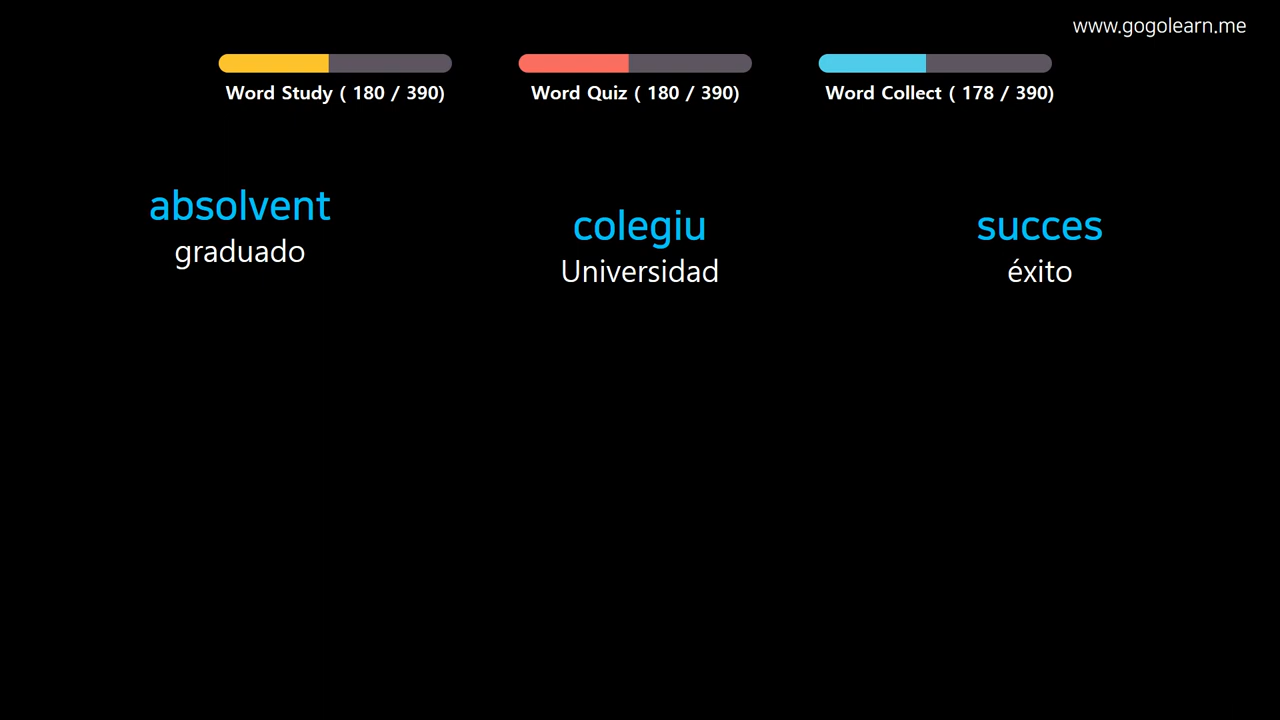 www.gogolearn.me
Word Study ( 180 / 390)
Word Quiz ( 180 / 390)
Word Collect ( 178 / 390)
absolvent
graduado
colegiu
Universidad
succes
éxito